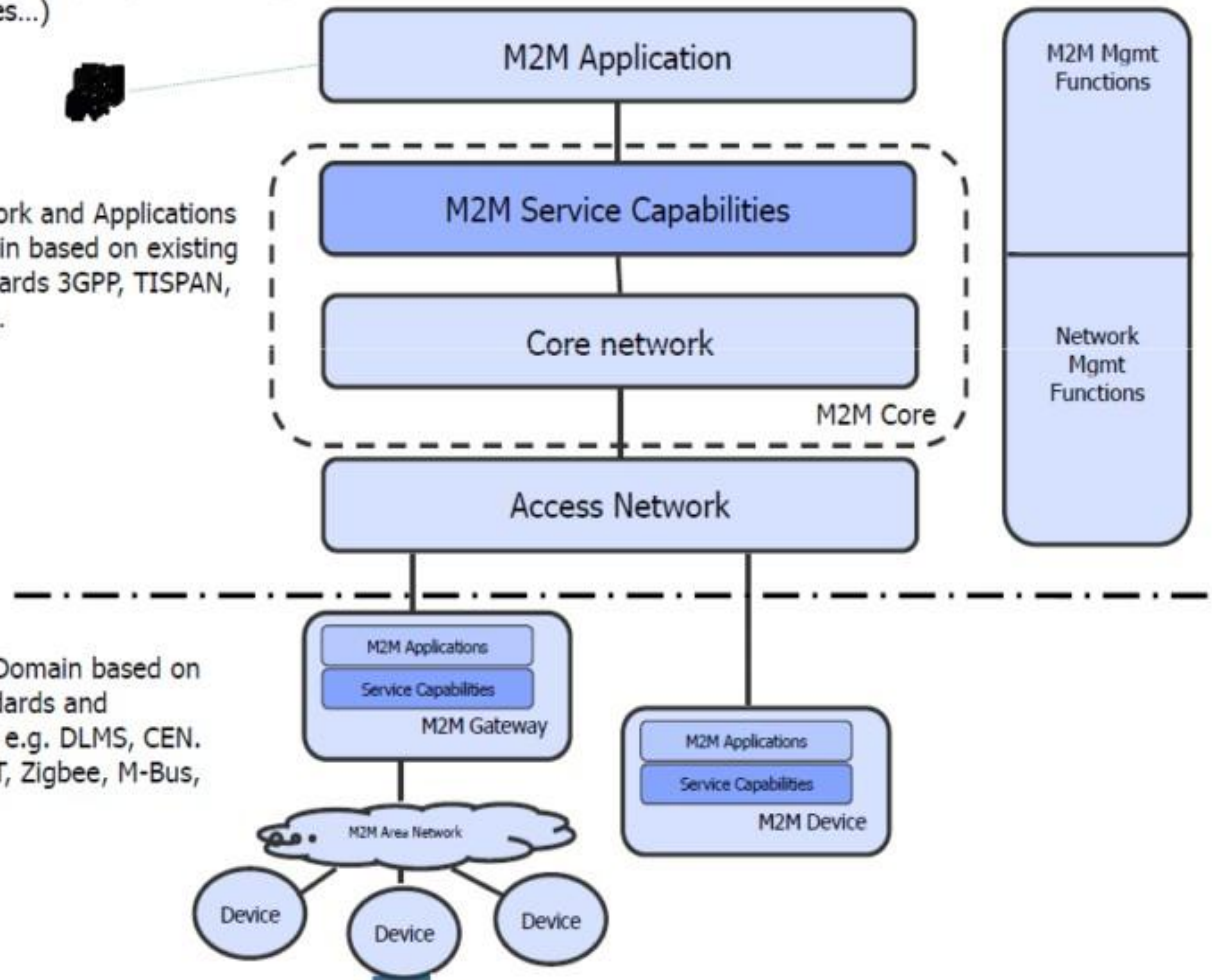 es...)
M2M Application
M2M Mgmt
Functions
ork and Applications
in based on existing
ards 3GPP, TISPAN,
.
M2M Service Capabilities
Core network
M2M Core
Network
Mgmt
Functions
Access Network
Domain based on
dards and
e.g. DLMS, CEN.
T, Zigbee, M-Bus,
M2M Applications
Service Capabilities
M2M Gateway
M2M Applications
Service Capabilities
M2M Device
M2M Area Network
Device
Device
Device